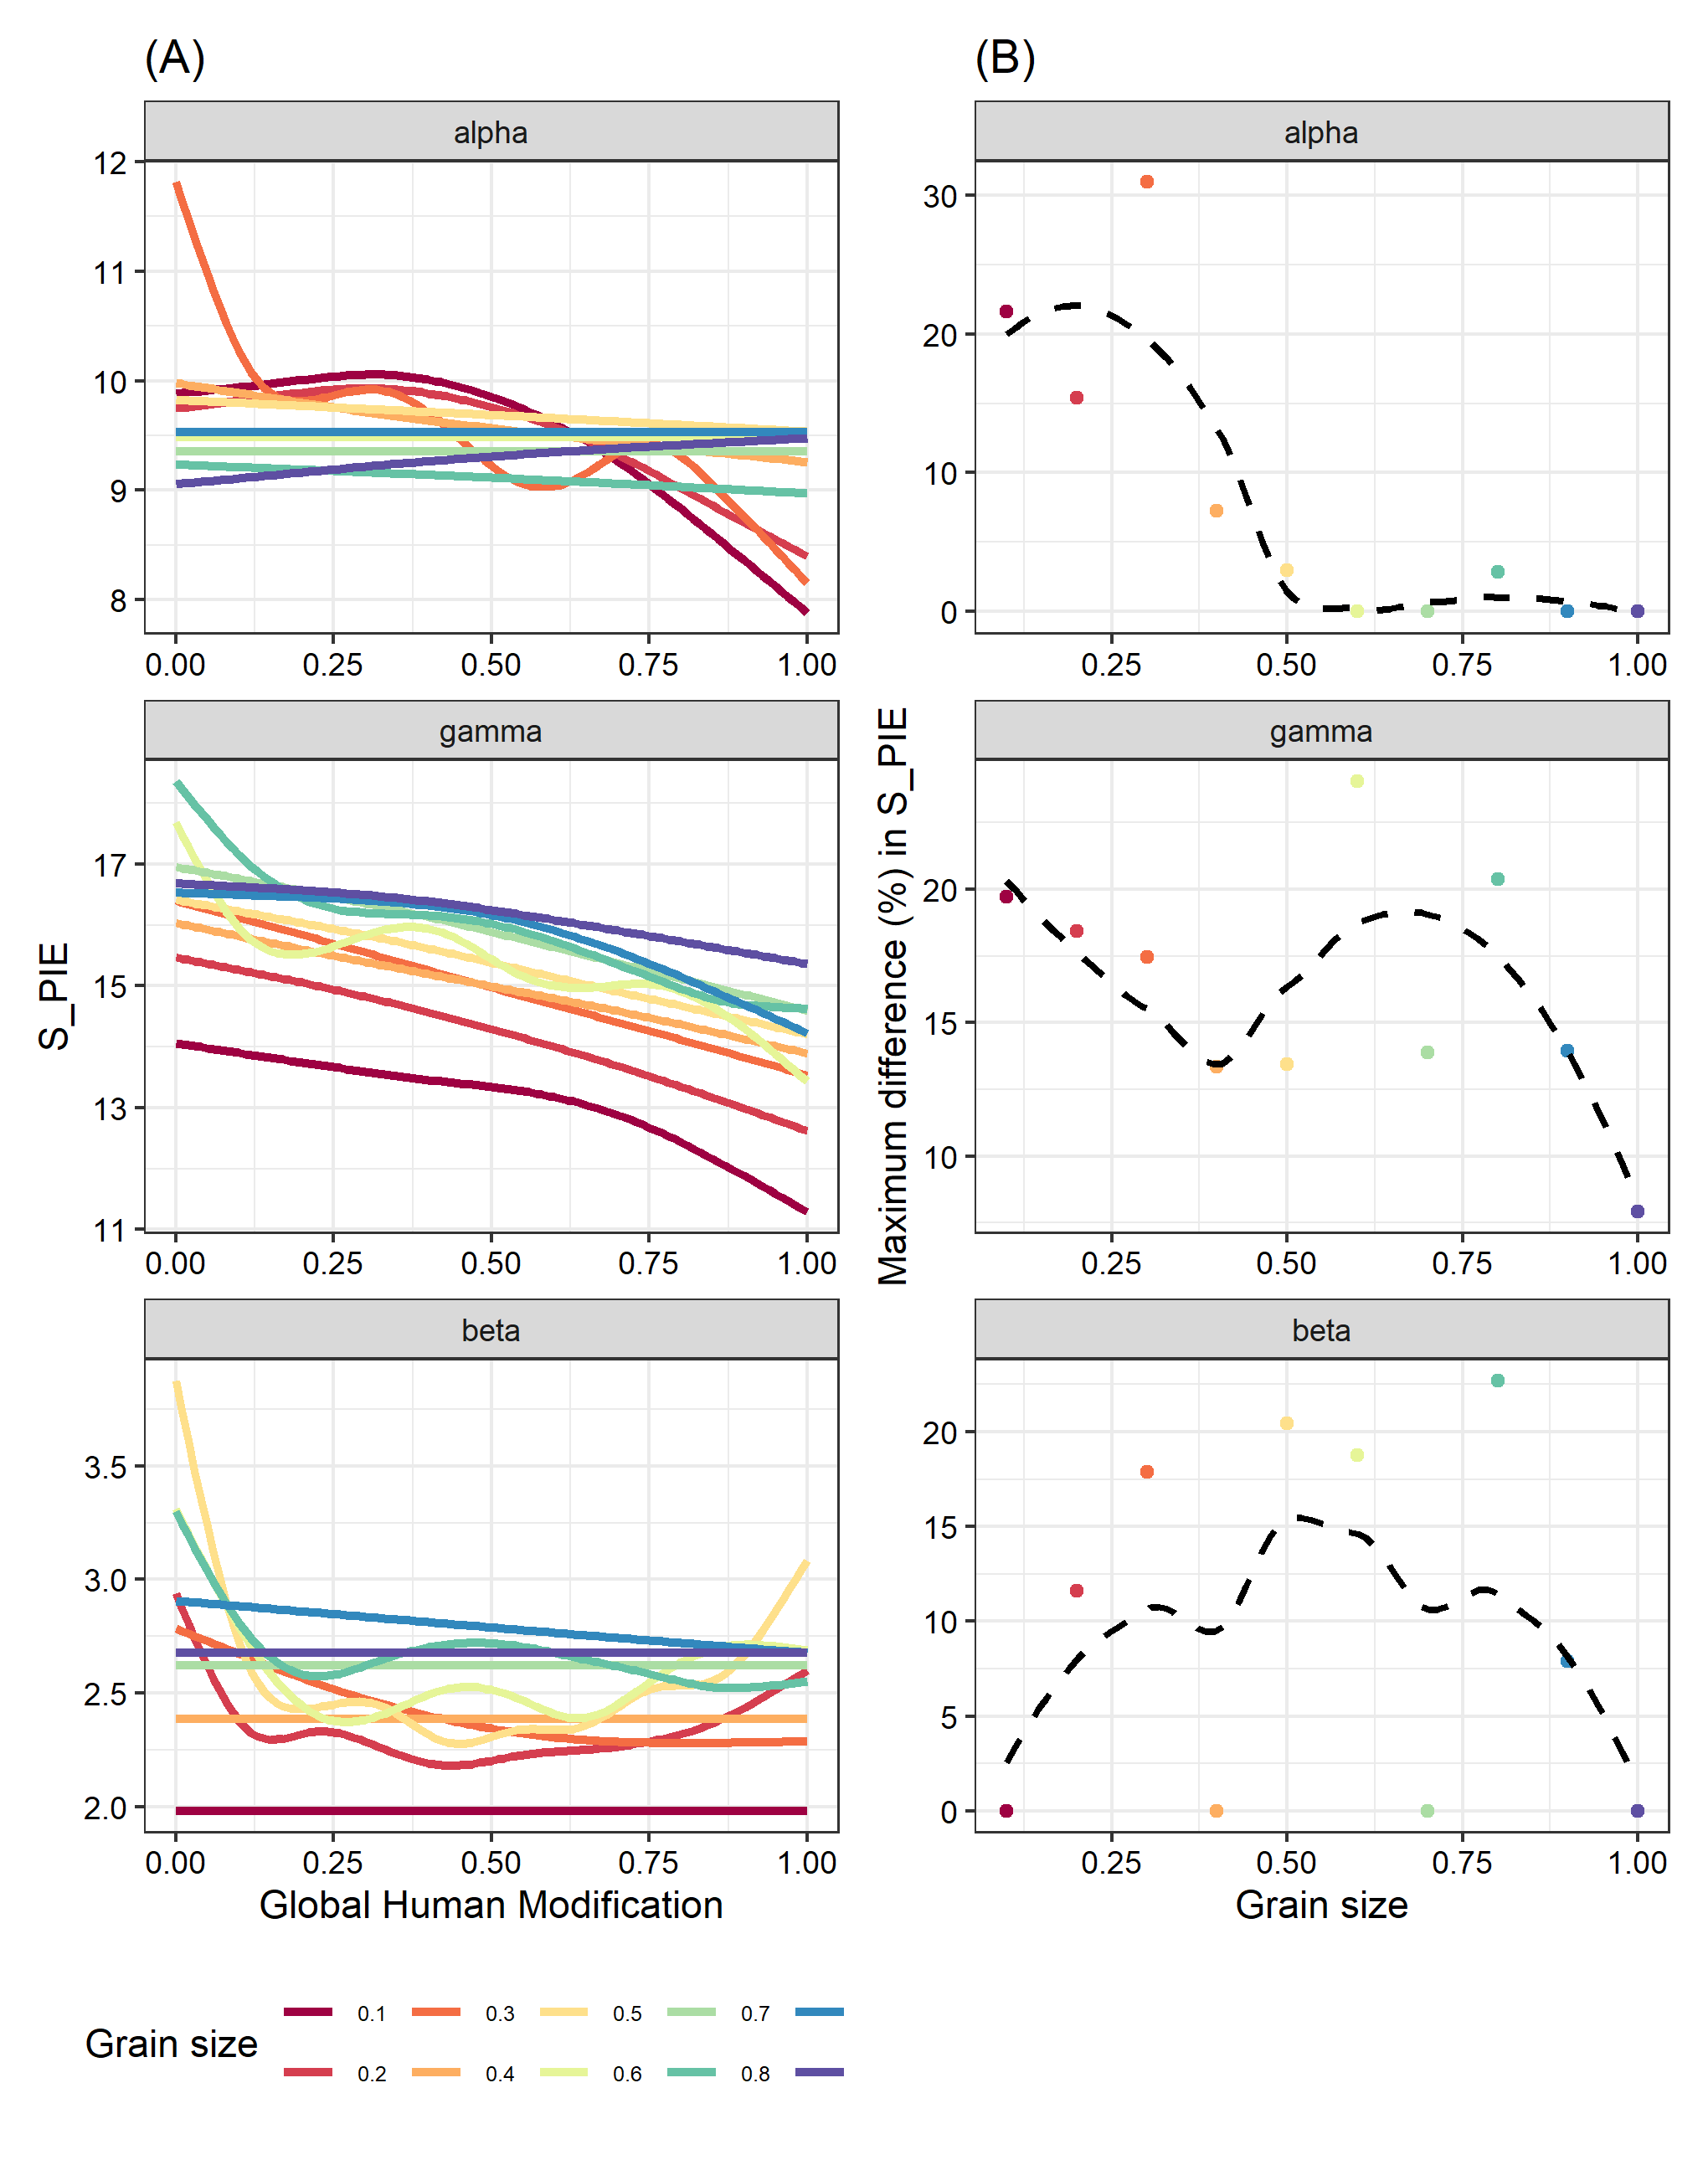 (A)
(B)
alpha
alpha
12
11
10
9
8
0.00 0.25 0.50 0.75 1.00
30
20
10
0
0.25 0.50 0.75 1.00
gamma
gamma
17
15
13
11
0.00 0.25 0.50 0.75 1.00
20
15
10
0.25 0.50 0.75 1.00
S_PIE
Maximum difference (%) in S_PIE
beta
beta
3.5
3.0
2.5
2.0
0.00 0.25 0.50 0.75 1.00
Global Human Modification
20
15
10
5
0
0.25 0.50 0.75 1.00
Grain size
Grain size
0.1 0.3 0.5 0.7
0.2 0.4 0.6 0.8